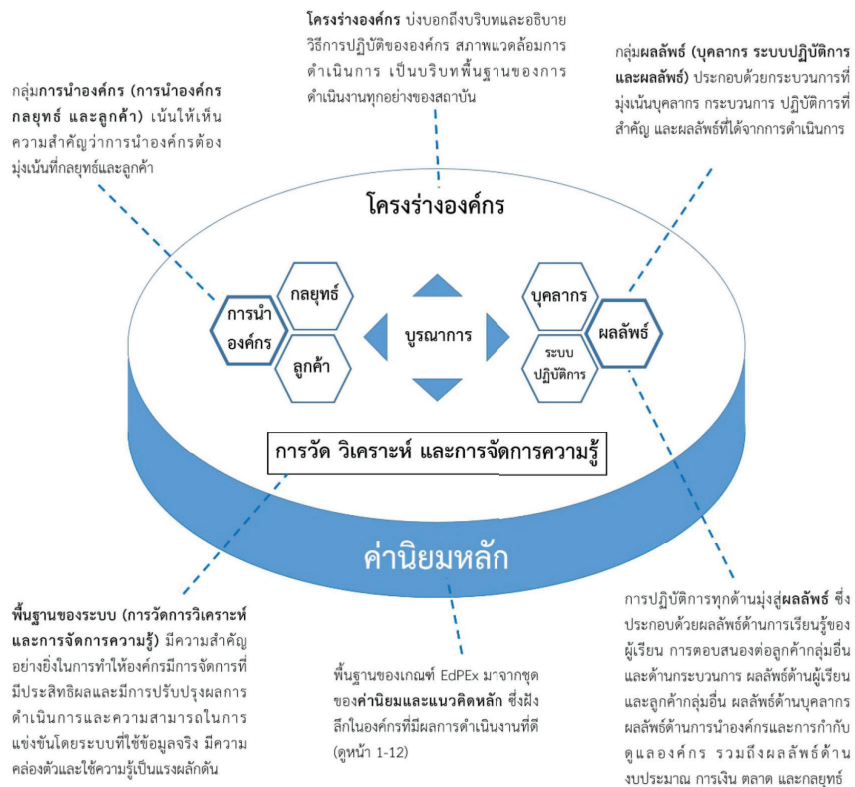 โครงร่างองค์กร บ่งบอกถึงบริบทและอธิบาย
วิธีการปฏิบัติขององค์กร สภาพแวดล้อมการ
ดำเนินการ เป็นบริบทพื้นฐานของการ
ดำเนินงานทุกอย่างของสถาบัน
กลุ่มการนำองค์กร (การนำองค์กร
กลยุทธ์ และลูกค้า) เน้นให้เห็น
ความสำคัญว่าการนำองค์กรต้อง
มุ่งเน้นที่กลยุทธ์และลูกค้า
กลุ่มผลลัพธ์ (บุคลากร ระบบปฏิบัติการ
และผลลัพธ์) ประกอบด้วยกระบวนการที่
มุ่งเน้นบุคลากร กระบวนการ ปฏิบัติการที่
สำคัญ และผลลัพธ์ที่ได้จากการดำเนินการ
โครงร่างองค์กร
การนำ
องค์กร
กลยุทธ์
ลูกค้า
บูรณาการ
บุคลากร
ระบบ
ปฏิบัติการ
ผลลัพธ์
การวัด วิเคราะห์ และการจัดการความรู้
ค่านิยมหลัก
พื้นฐานของระบบ (การวัดการวิเคราะห์
และการจัดการความรู้) มีความสำคัญ
อย่างยิ่งในการทำให้องค์กรมีการจัดการที่
มีประสิทธิผลและมีการปรับปรุงผลการ
ดำเนินการและความสามารถในการ
แข่งขันโดยระบบที่ใช้ข้อมูลจริง มีความ
คล่องตัวและใช้ความรู้เป็นแรงผลักดัน
พื้นฐานของเกณฑ์ EdPEx มาจากชุด
ของค่านิยมและแนวคิดหลัก ซึ่งฝัง
ลึกในองค์กรที่มีผลการดำเนินงานที่ดี
(ดูหน้า 1-12)
การปฏิบัติการทุกด้านมุ่งสู่ผลลัพธ์ ซึ่ง
ประกอบด้วยผลลัพธ์ด้านการเรียนรู้ของ
ผู้เรียน การตอบสนองต่อลูกค้ากลุ่มอื่น
และด้านกระบวนการ ผลลัพธ์ด้านผู้เรียน
และลูกค้ากลุ่มอื่น ผลลัพธ์ด้านบุคลากร
ผลลัพธ์ด้านการนำองค์กรและการกำกับ
ดูแลองค์กร รวมถึงผลลัพธ์ด้าน
งบประมาณ การเงิน ตลาด และกลยุทธ์